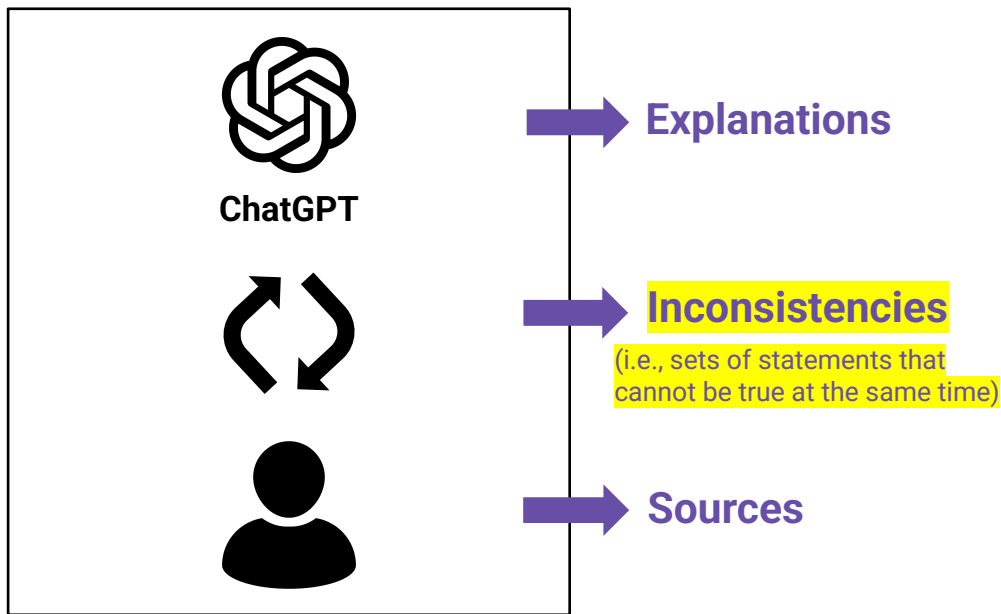 Explanations
ChatGPT
Inconsistencies
(i.e., sets of statements that
cannot be true at the same time)
Sources